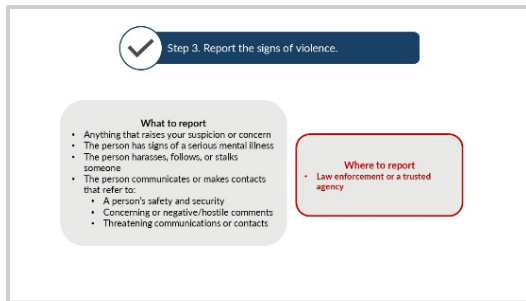 Step 3. Report the signs of violence.
What to report
• Anything that raises your suspicion or concern
• The person has signs of a serious mental illness
• The person harasses, follows, or stalks
someone
• The person communicates or makes contacts
that refer to:
• A person's safety and security
• Concerning or negative/hostile comments
• Threatening communications or contacts
Where to report
• Law enforcement or a trusted
agency